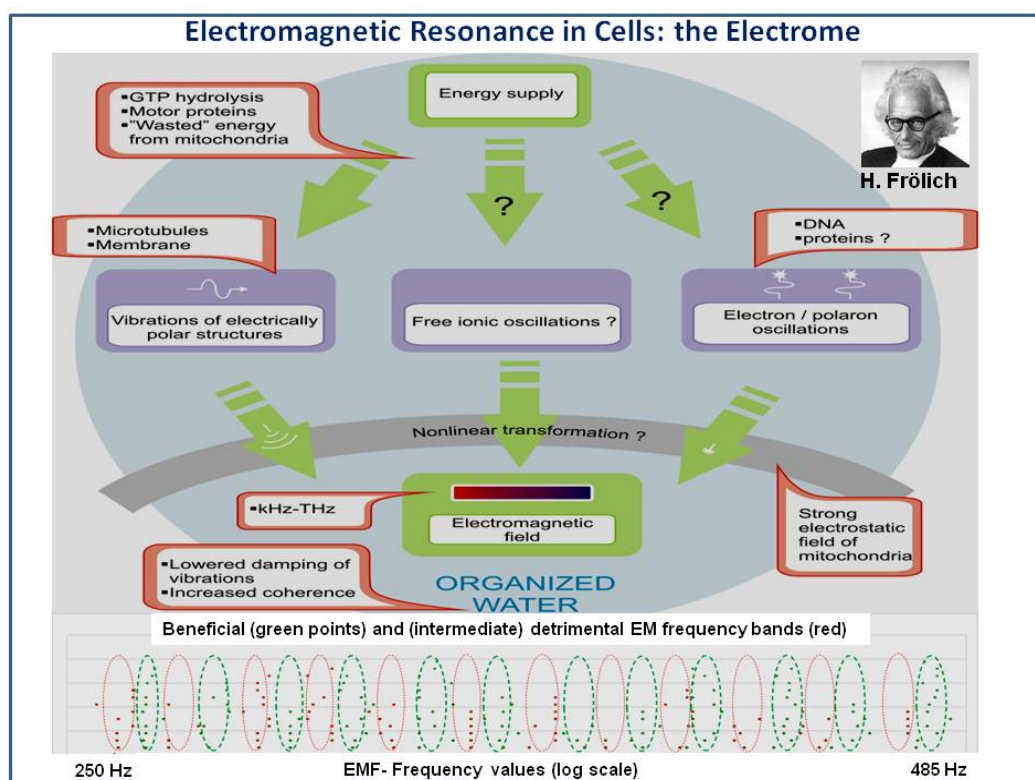 Electromagnetic Resonance in Cells: the Electrome
▪GTP hydrolysis
▪Motor proteins
▪"Wasted" energy
from mitochondria
Energy supply
H. Frölich
?
?
▪Microtubules
▪Membrane
▪DNA
▪proteins ?
Vibrations of electrically
polar structures
Free ionic oscillations ?
Electron / polaron
oscillations
Nonlinear transformation ?
▪kHz-THz
Electromagnetic
field
Strong
electrostatic
field of
mitochondria
▪Lowered damping of
vibrations
▪Increased coherence
ORGANIZED
WATER
Beneficial (green points) and (intermediate) detrimental EM frequency bands (red)
250 Hz
EMF- Frequency values (log scale)
485 Hz